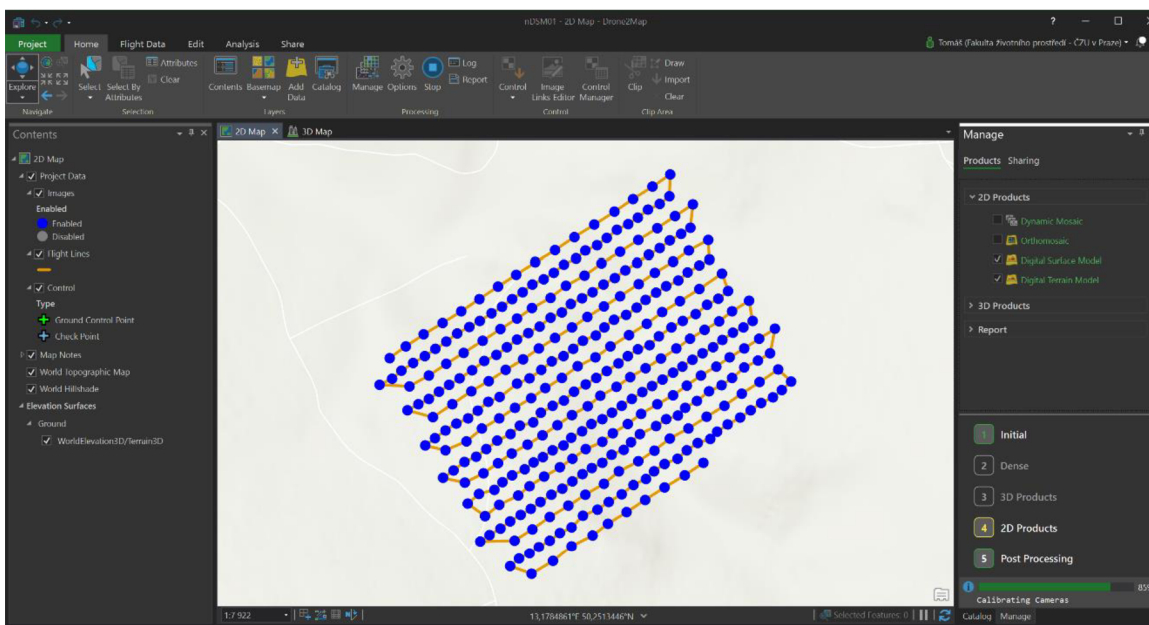 nDSM01 - 2D Map - Drone2Map
?
Project Home Flight Data Edit Analysis Share
Tomáš (Fakulta životního prostředí - ČZU v Praze)
Explore
Select
Select By Attributes
Attributes
Clear
Contents
Basemap
Add Data
Catalog
Manage
Options
Stop
Log
Report
Control
Image Links Editor
Control Manager
Clip
Draw
Import
Clear
Navigate Selection Layers Processing Control Clip Area
Contents
2D Map
Project Data
Images
Enabled
Enabled
Disabled
Flight Lines
Control
Type
Ground Control Point
Check Point
Map Notes
World Topographic Map
World Hillshade
Elevation Surfaces
Ground
WorldElevation3D/Terrain3D
2D Map 3D Map
1:7 922
13,1784861°E 50,2513446°N
Selected Features: 0
Manage
Products Sharing
2D Products
Dynamic Mosaic
Orthomosaic
Digital Surface Model
Digital Terrain Model
3D Products
Report
1 Initial
2 Dense
3 3D Products
4 2D Products
5 Post Processing
85%
Calibrating Cameras
Catalog Manage